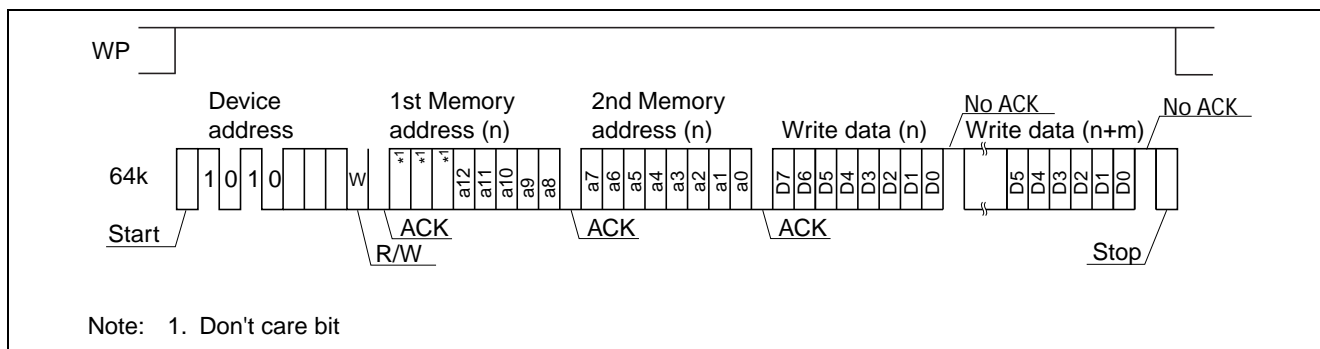 WP
Device
address
1st Memory
address (n)
2nd Memory
address (n)
Write data (n)
No ACK
Write data (n+m)
No ACK
64k
1 0 1 0
W
*1 *1 *1 a12 a11 a10 a9 a8
a7 a6 a5 a4 a3 a2 a1 a0
D7 D6 D5 D4 D3 D2 D1 D0
D5 D4 D3 D2 D1 D0
Start
ACK
R/W
ACK
ACK
Stop
Note: 1. Don't care bit